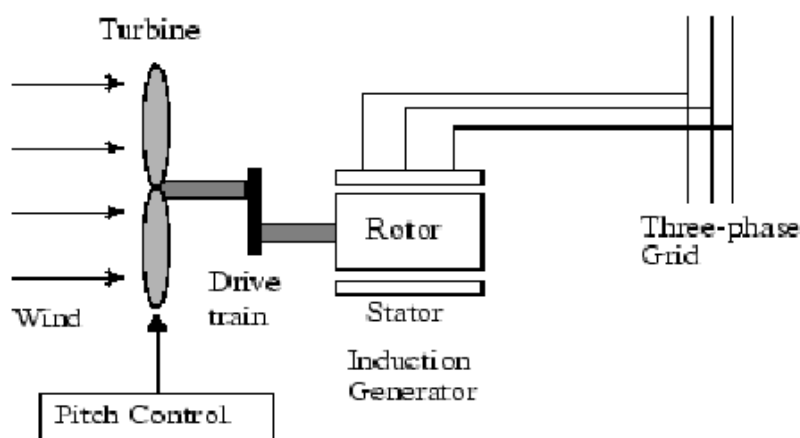 Turbine
Rotor
Three-phase
Grid
Drive
train
Wind
Stator
Induction
Generator
Pitch Control